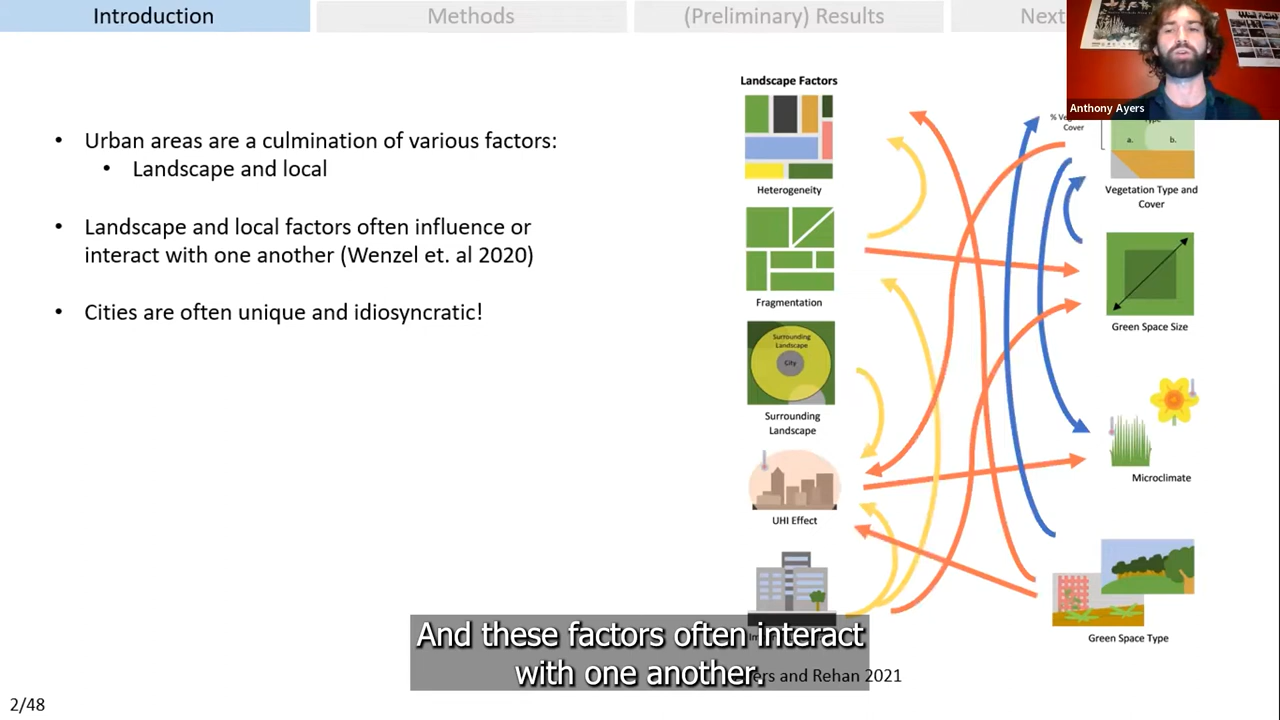 Introduction
Methods
(Preliminary) Results
Next
Anthony Ayers
• Urban areas are a culmination of various factors:
• Landscape and local
• Landscape and local factors often influence or
interact with one another (Wenzel et. al 2020)
• Cities are often unique and idiosyncratic!
Landscape Factors
Heterogeneity
Fragmentation
Surrounding
Landscape
City
Surrounding
Landscape
UHI Effect
Cover
a. b.
Vegetation Type and
Cover
Green Space Size
Microclimate
Green Space Type
And these factors often interact
with one another.
and Rehan 2021
2/48